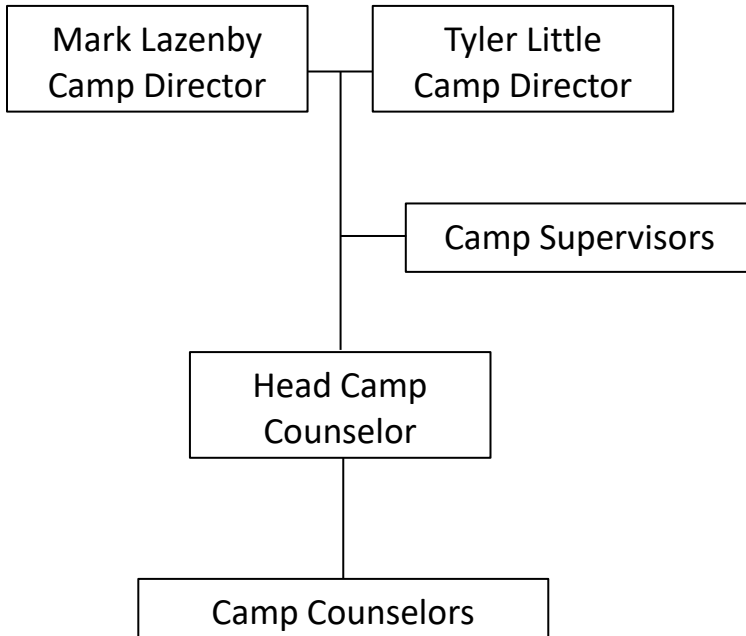 Mark Lazenby
Camp Director
Tyler Little
Camp Director
Camp Supervisors
Head Camp
Counselor
Camp Counselors